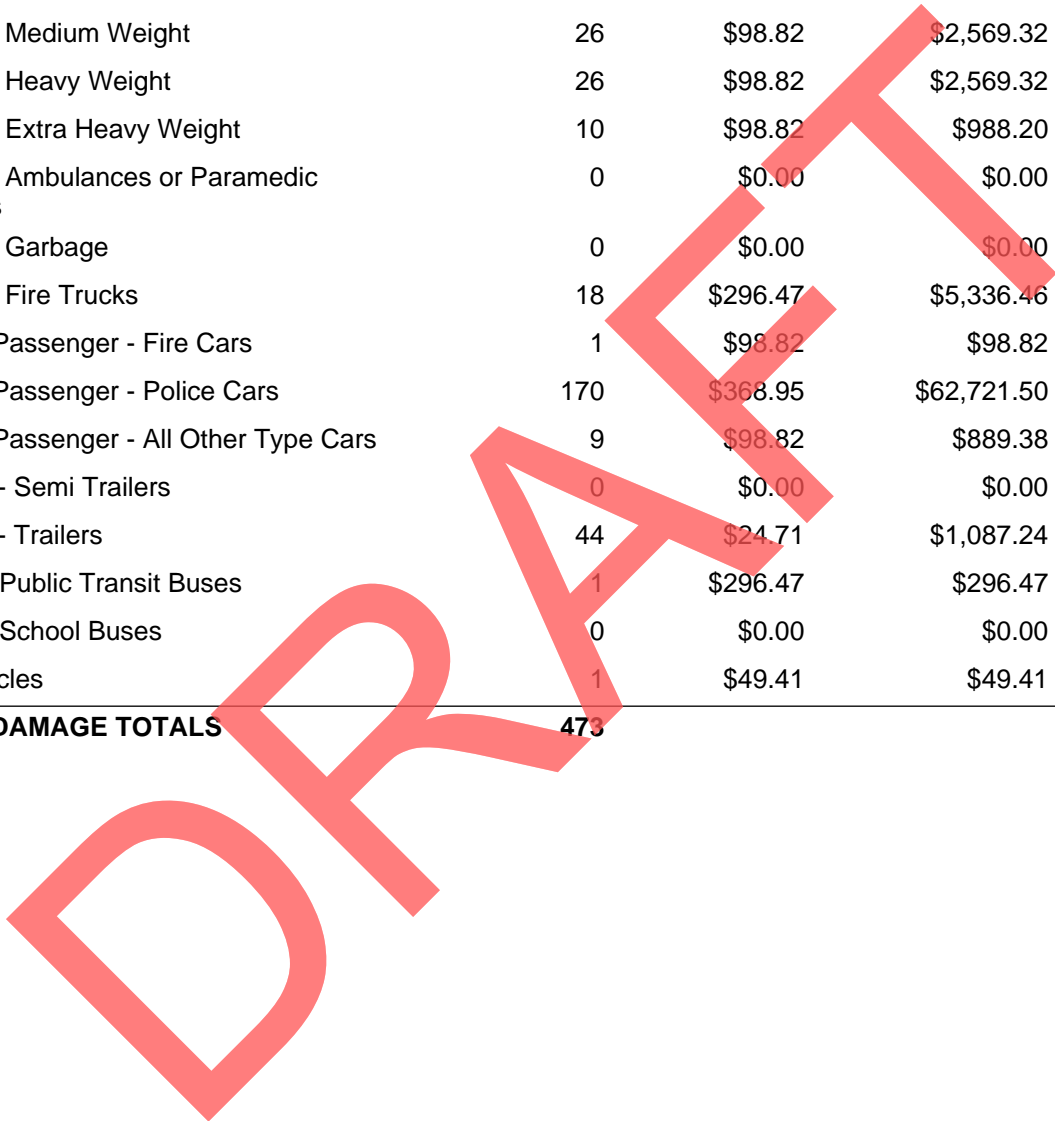 Medium Weight 26 $98.82 $2,569.32
Heavy Weight 26 $98.82 $2,569.32
Extra Heavy Weight 10 $98.82 $988.20
Ambulances or Paramedic 0 $0.00 $0.00
s
Garbage 0 $0.00 $0.00
Fire Trucks 18 $296.47 $5,336.46
Passenger - Fire Cars 1 $98.82 $98.82
Passenger - Police Cars 170 $368.95 $62,721.50
Passenger - All Other Type Cars 9 $98.82 $889.38
- Semi Trailers 0 $0.00 $0.00
- Trailers 44 $24.71 $1,087.24
Public Transit Buses 1 $296.47 $296.47
School Buses 0 $0.00 $0.00
cles 1 $49.41 $49.41
DAMAGE TOTALS 473
DRAFT